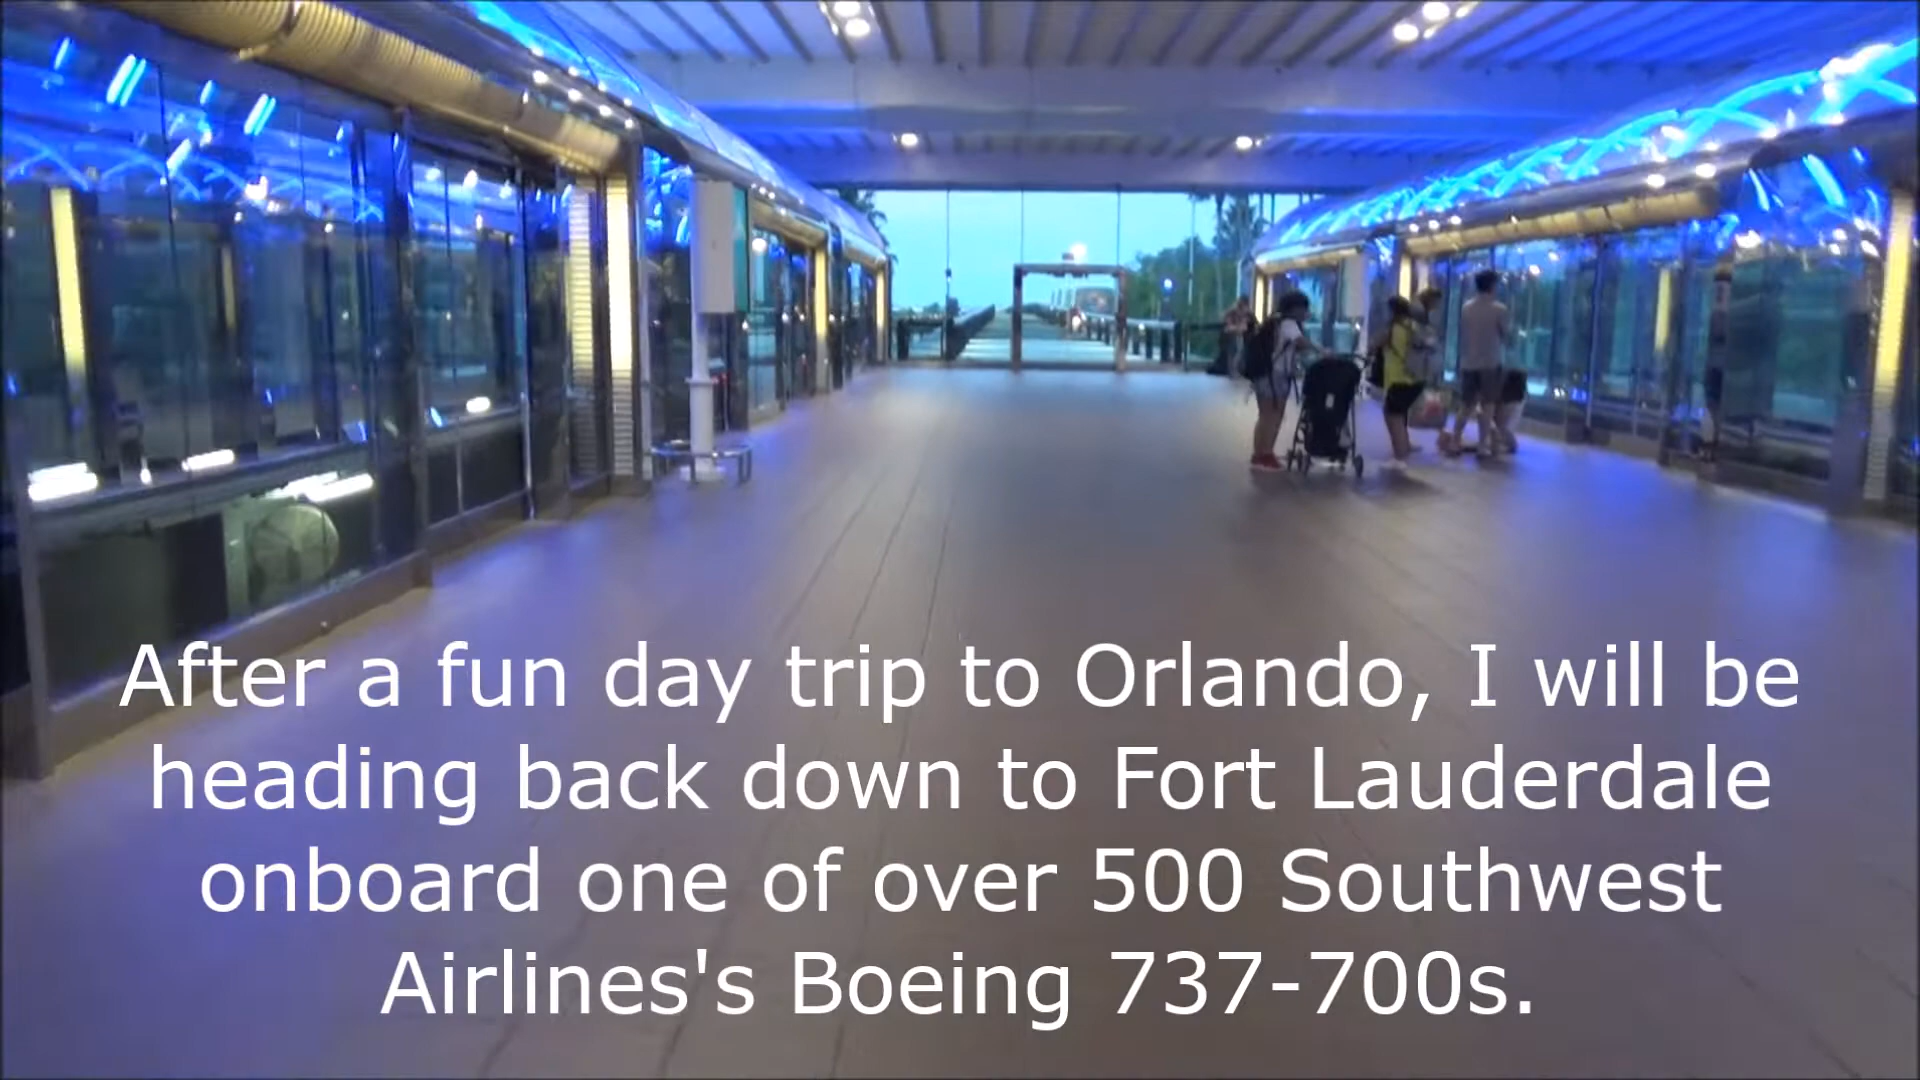 After a fun day trip to Orlando, I will be
heading back down to Fort Lauderdale
onboard one of over 500 Southwest
Airlines's Boeing 737-700s.